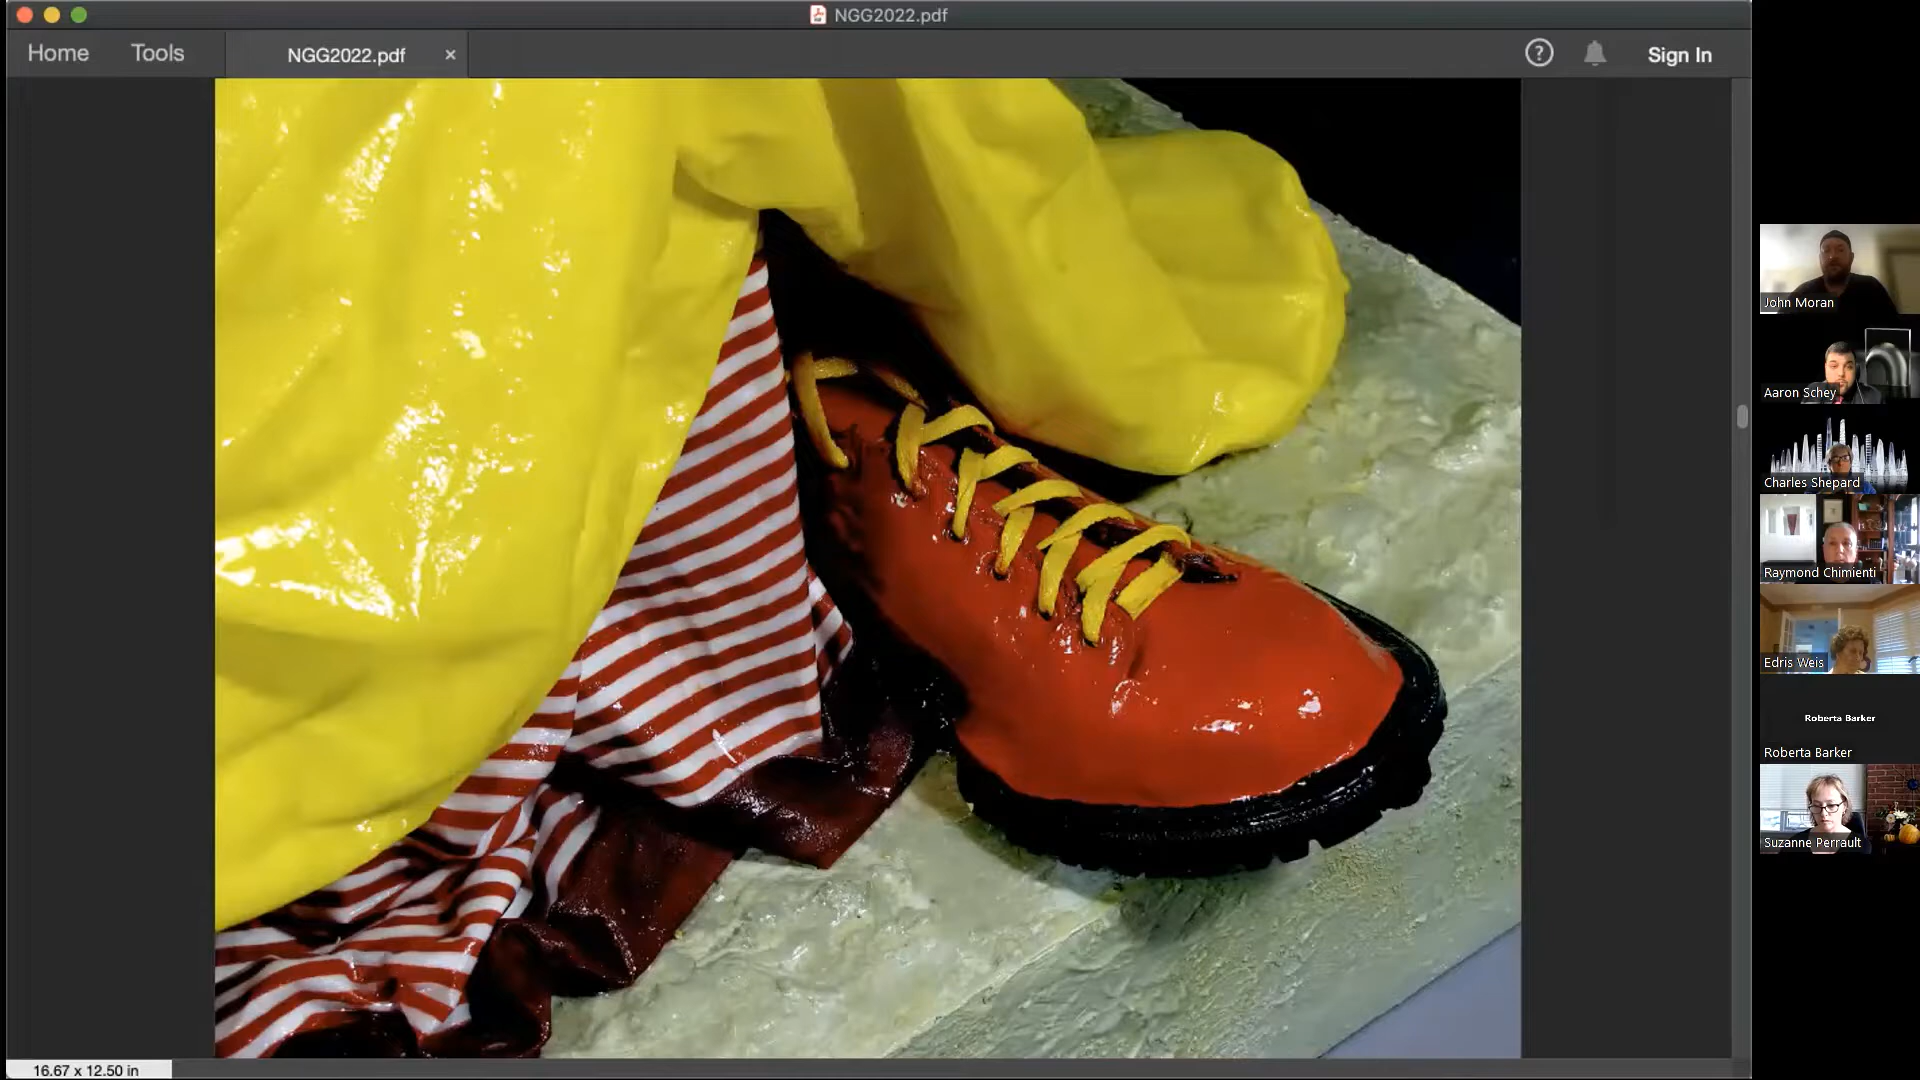 NGG2022.pdf
Home
Tools
NGG2022.pdf
Sign In
John Moran
Aaron Schey
Charles Shepard
Raymond Chimienti
Edris Weis
Roberta Barker
Roberta Barker
Suzanne Perrault
16.67 x 12.50 in